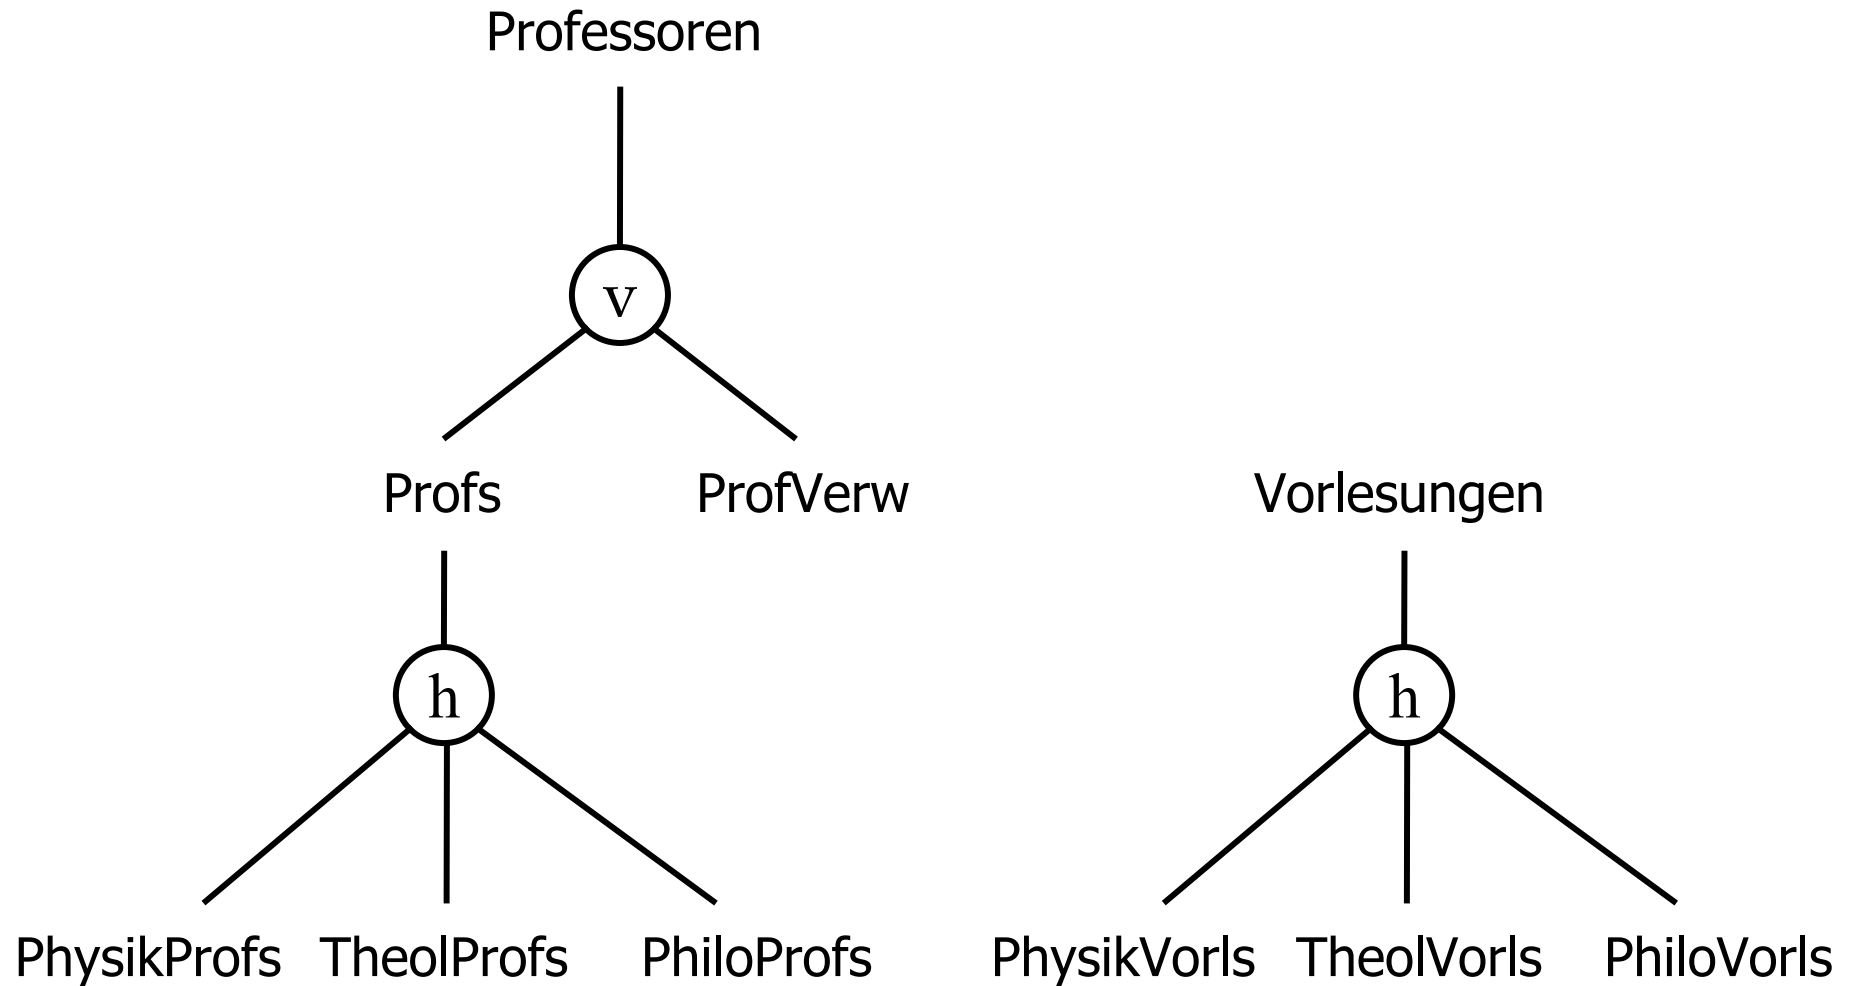 Professoren
v
Profs ProfVerw Vorlesungen
h h
PhysikProfs TheolProfs PhiloProfs PhysikVorls TheolVorls PhiloVorls